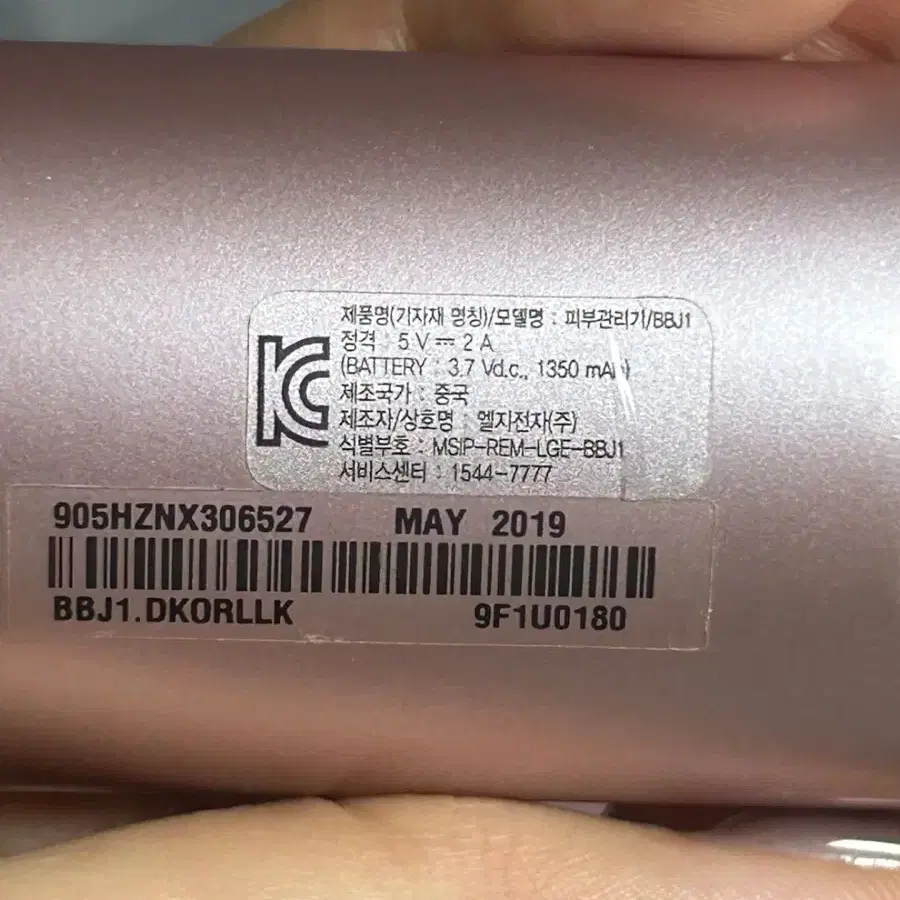 제품명(기자재 명칭)/모델명 : 피부관리기/BBJ1
정격 : 5 V ⎓ 2 A
(BATTERY : 3.7 Vd.c., 1350 mAh)
제조국가 : 중국
제조자/상호명 : 엘지전자(주)
식별부호 : MSIP-REM-LGE-BBJ1
서비스센터 : 1544-7777
905HZNX306527 MAY 2019
BBJ1.DKORLLK 9F1U0180